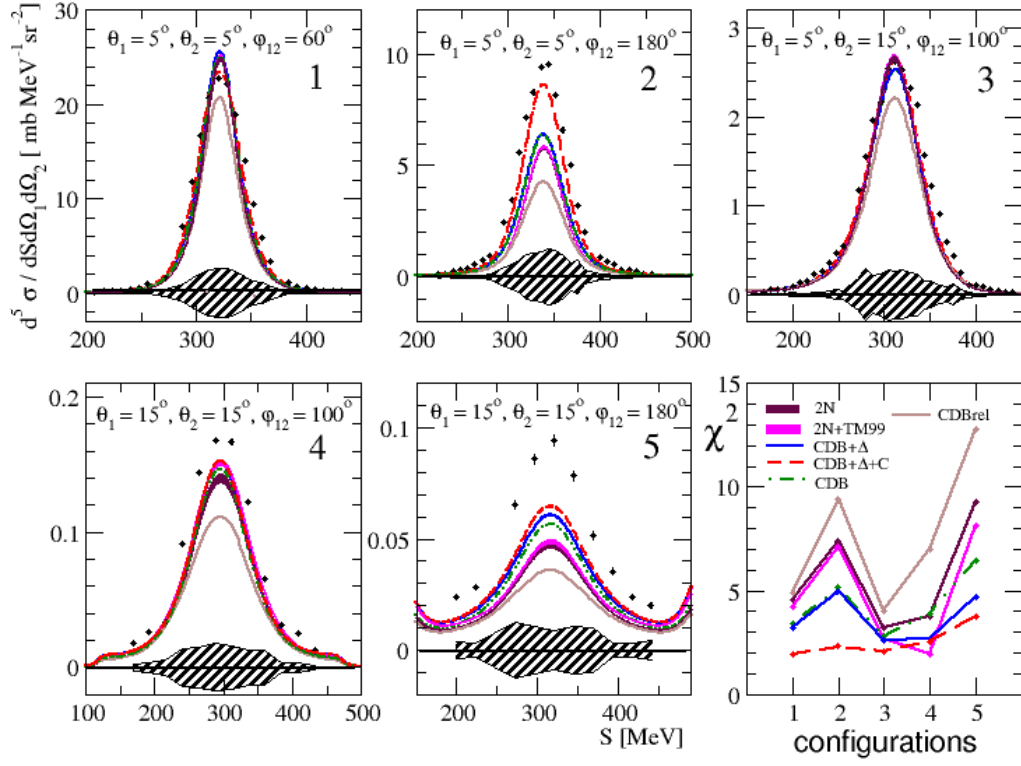 d⁵ σ / dSdΩ₁dΩ₂ [ mb MeV⁻¹sr⁻²]
θ₁ = 5°, θ₂ = 5°, φ₁₂ = 60°
1
30
20
10
0
200
300
400
θ₁ = 5°, θ₂ = 5°, φ₁₂ = 180°
2
10
5
0
200
300
400
500
θ₁ = 5°, θ₂ = 15°, φ₁₂ = 100°
3
3
2
1
0
200
300
400
θ₁ = 15°, θ₂ = 15°, φ₁₂ = 100°
4
0.2
0.1
0
100
200
300
400
500
θ₁ = 15°, θ₂ = 15°, φ₁₂ = 180°
5
0.1
0.05
0
200
300
400
500
S [MeV]
χ²
15
10
5
0
2N
2N+TM99
CDB+Δ
CDB+Δ+C
CDB
CDBrel
1 2 3 4 5
configurations